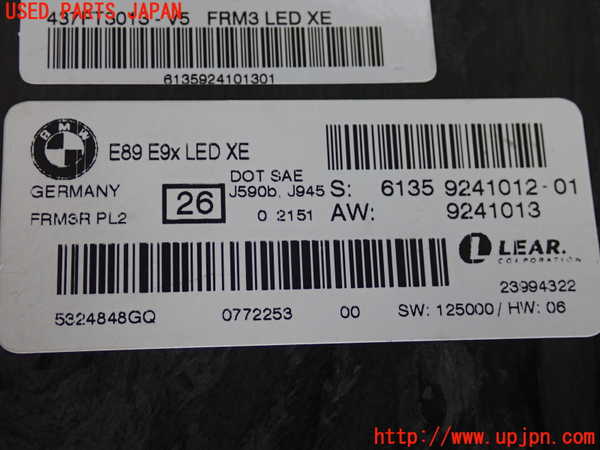 USED PARTS JAPAN
FRM3 LED XE
6135924101301
BMW
E89 E9x LED XE
GERMANY
FRM3R PL2
26
DOT SAE
J590b, J945
0 2151
S: 6135 9241012-01
AW: 9241013
LEAR.
CORPORATION
23994322
5324848GQ 0772253 00 SW: 125000 / HW: 06
https://www.upjpn.com